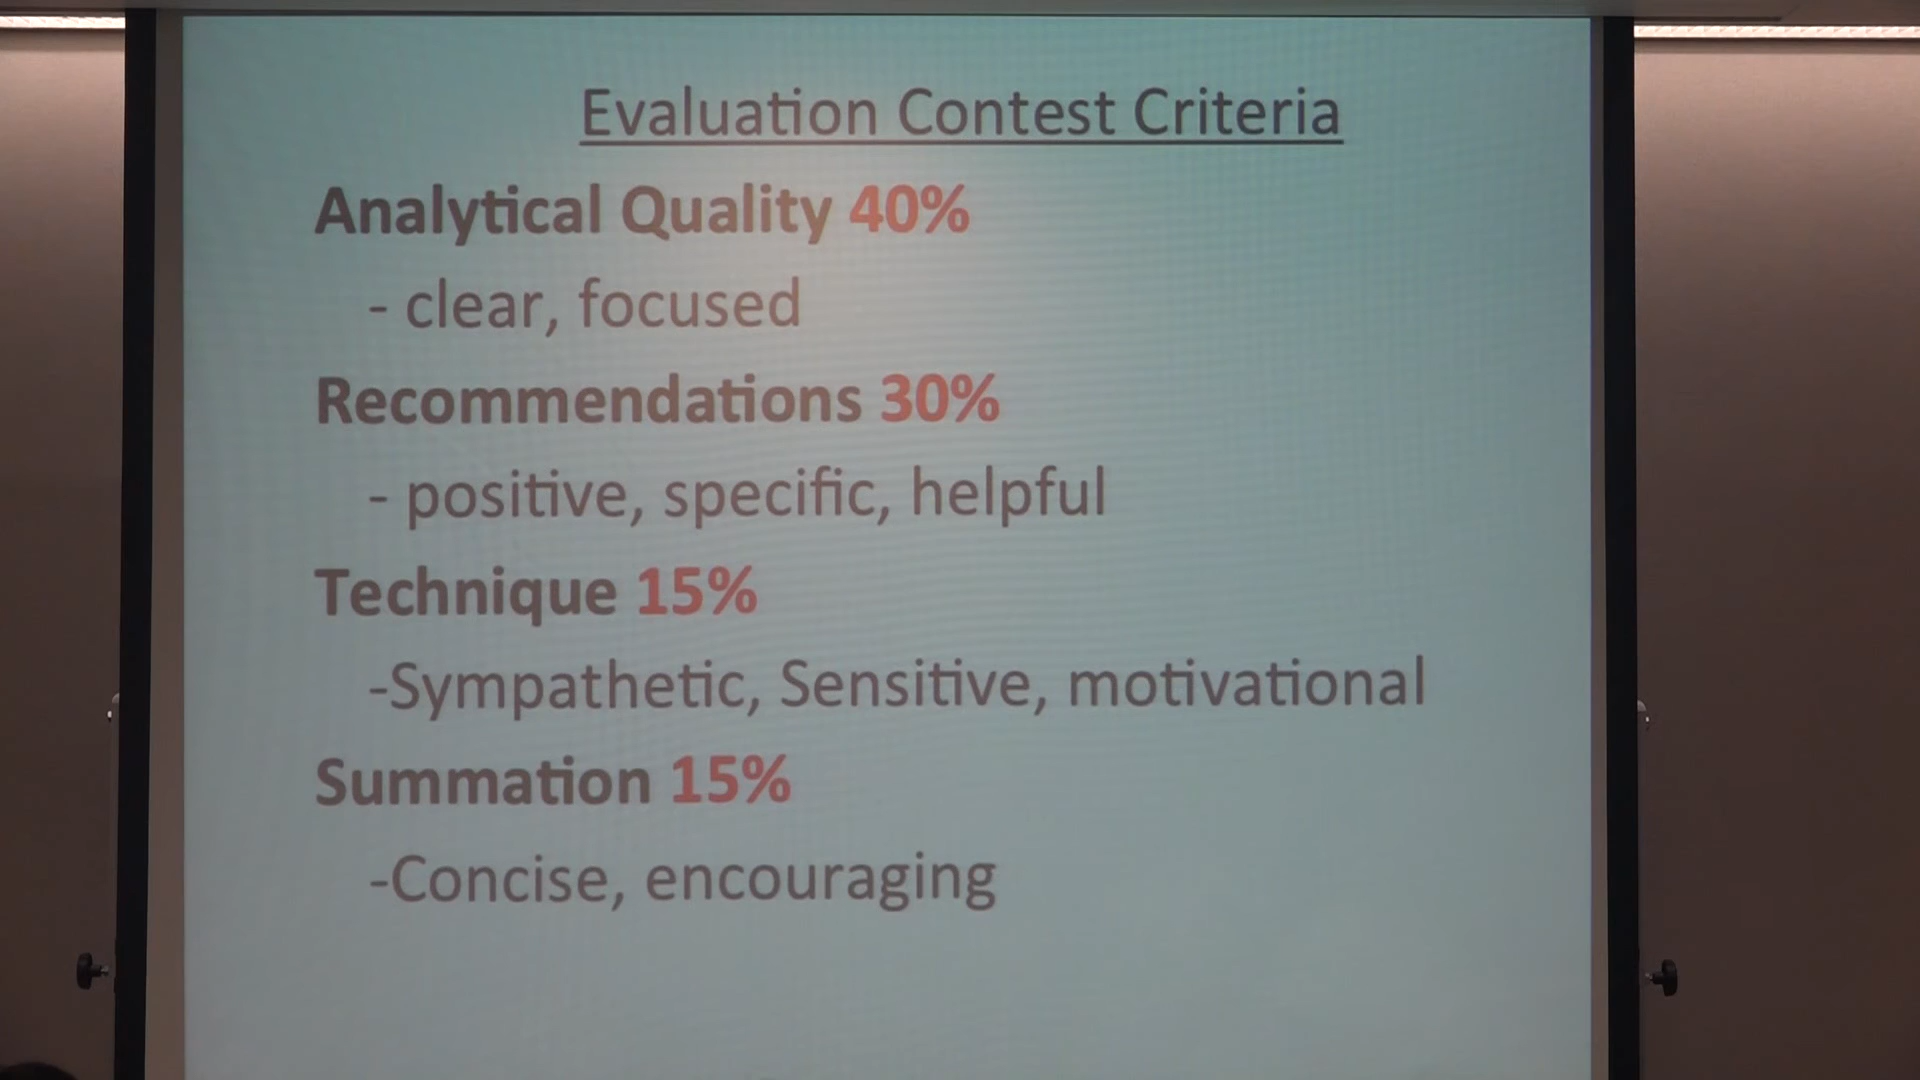 Evaluation Contest Criteria
Analytical Quality 40%
- clear, focused
Recommendations 30%
- positive, specific, helpful
Technique 15%
-Sympathetic, Sensitive, motivational
Summation 15%
-Concise, encouraging